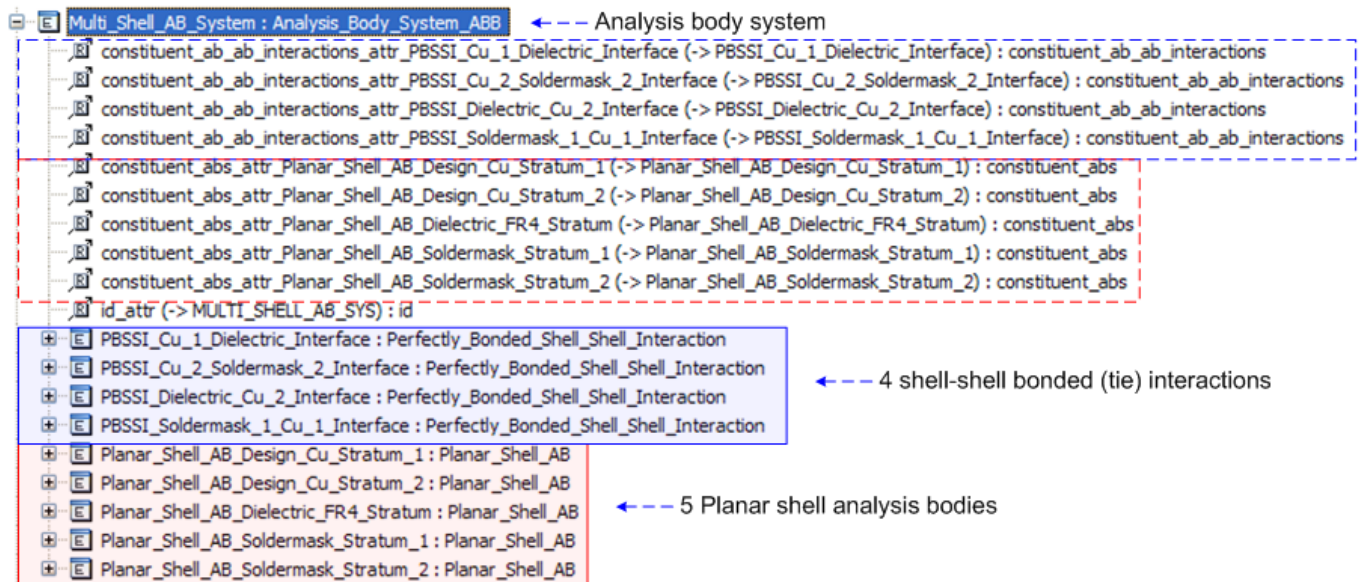 Multi_Shell_AB_System : Analysis_Body_System_ABB Analysis body system
constituent_ab_ab_interactions_attr_PBSSI_Cu_1_Dielectric_Interface (-> PBSSI_Cu_1_Dielectric_Interface) : constituent_ab_ab_interactions
constituent_ab_ab_interactions_attr_PBSSI_Cu_2_Soldermask_2_Interface (-> PBSSI_Cu_2_Soldermask_2_Interface) : constituent_ab_ab_interactions
constituent_ab_ab_interactions_attr_PBSSI_Dielectric_Cu_2_Interface (-> PBSSI_Dielectric_Cu_2_Interface) : constituent_ab_ab_interactions
constituent_ab_ab_interactions_attr_PBSSI_Soldermask_1_Cu_1_Interface (-> PBSSI_Soldermask_1_Cu_1_Interface) : constituent_ab_ab_interactions
constituent_abs_attr_Planar_Shell_AB_Design_Cu_Stratum_1 (-> Planar_Shell_AB_Design_Cu_Stratum_1) : constituent_abs
constituent_abs_attr_Planar_Shell_AB_Design_Cu_Stratum_2 (-> Planar_Shell_AB_Design_Cu_Stratum_2) : constituent_abs
constituent_abs_attr_Planar_Shell_AB_Dielectric_FR4_Stratum (-> Planar_Shell_AB_Dielectric_FR4_Stratum) : constituent_abs
constituent_abs_attr_Planar_Shell_AB_Soldermask_Stratum_1 (-> Planar_Shell_AB_Soldermask_Stratum_1) : constituent_abs
constituent_abs_attr_Planar_Shell_AB_Soldermask_Stratum_2 (-> Planar_Shell_AB_Soldermask_Stratum_2) : constituent_abs
id_attr (-> MULTI_SHELL_AB_SYS) : id
PBSSI_Cu_1_Dielectric_Interface : Perfectly_Bonded_Shell_Shell_Interaction
PBSSI_Cu_2_Soldermask_2_Interface : Perfectly_Bonded_Shell_Shell_Interaction
4 shell-shell bonded (tie) interactions
PBSSI_Dielectric_Cu_2_Interface : Perfectly_Bonded_Shell_Shell_Interaction
PBSSI_Soldermask_1_Cu_1_Interface : Perfectly_Bonded_Shell_Shell_Interaction
Planar_Shell_AB_Design_Cu_Stratum_1 : Planar_Shell_AB
Planar_Shell_AB_Design_Cu_Stratum_2 : Planar_Shell_AB
Planar_Shell_AB_Dielectric_FR4_Stratum : Planar_Shell_AB 5 Planar shell analysis bodies
Planar_Shell_AB_Soldermask_Stratum_1 : Planar_Shell_AB
Planar_Shell_AB_Soldermask_Stratum_2 : Planar_Shell_AB